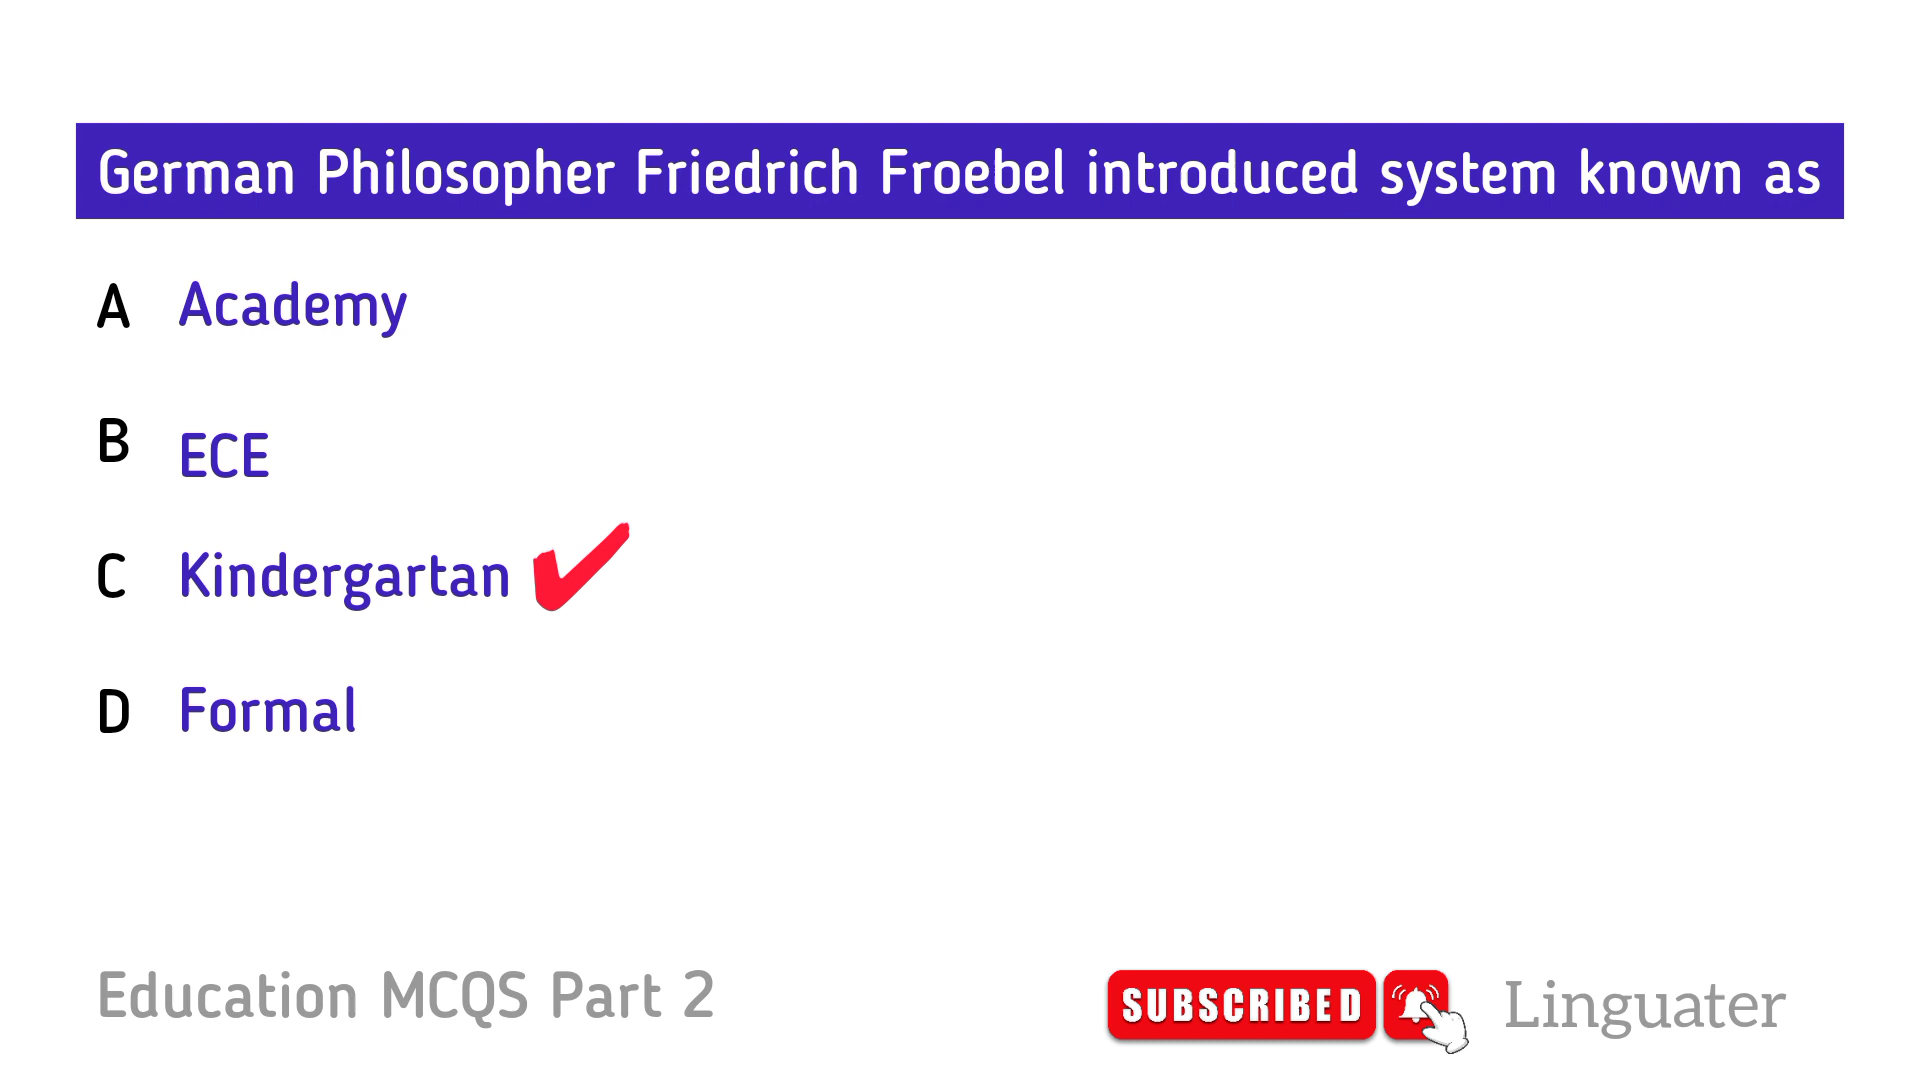 German Philosopher Friedrich Froebel introduced system known as
A Academy
B ECE
C Kindergartan
D Formal
Education MCQS Part 2
SUBSCRIBED
Linguater